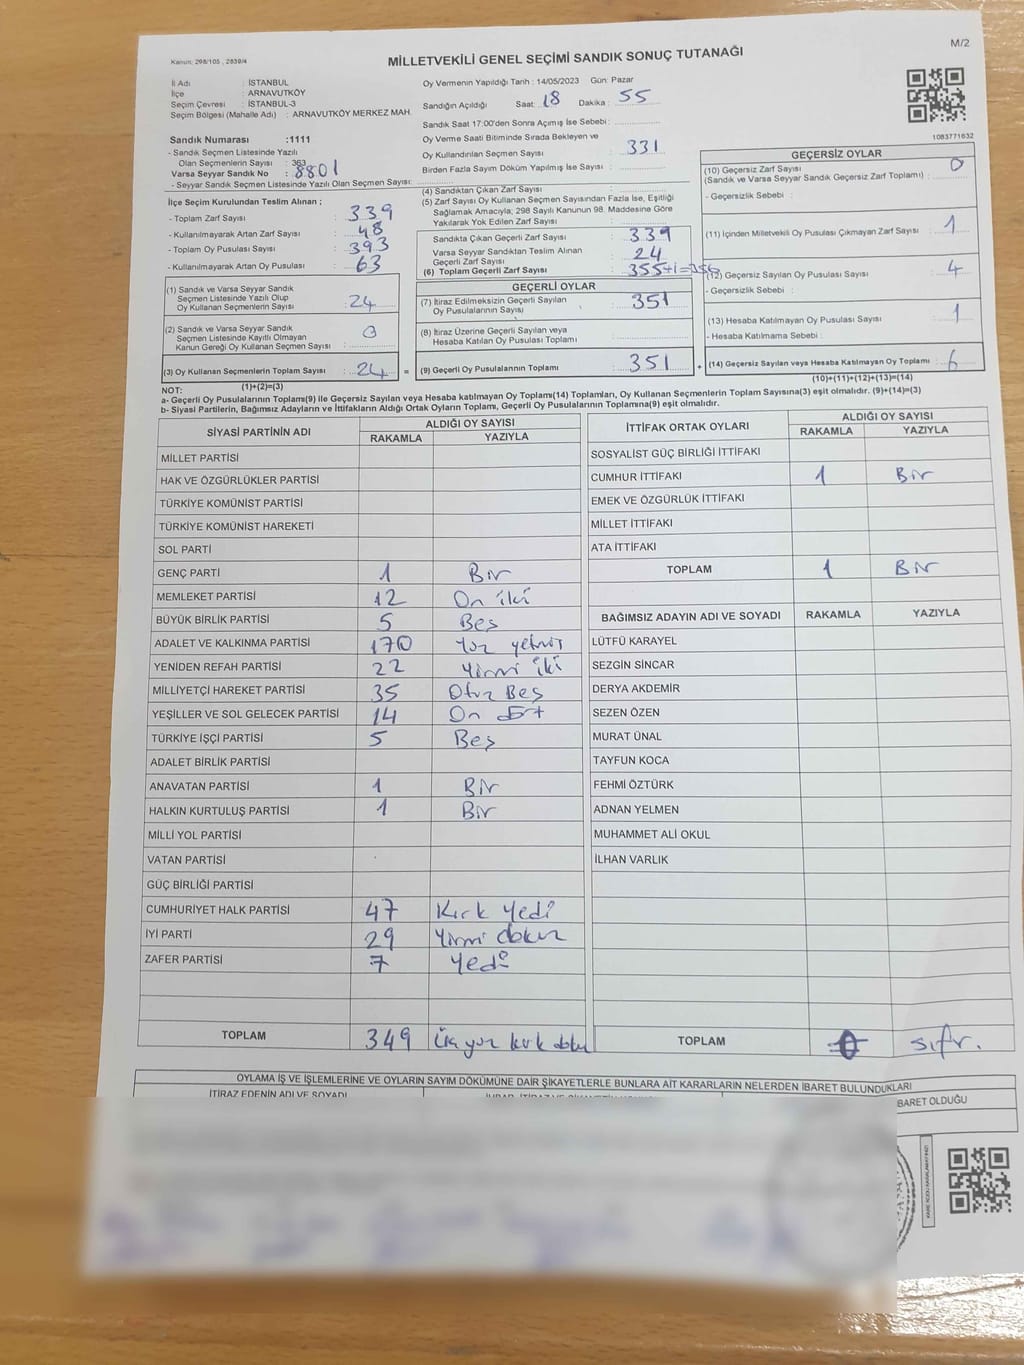 M/2
Kanun: 298/105 , 2839/4
MİLLETVEKİLİ GENEL SEÇİMİ SANDIK SONUÇ TUTANAĞI
İl Adı : İSTANBUL
İlçe : ARNAVUTKÖY
Seçim Çevresi : İSTANBUL-3
Seçim Bölgesi (Mahalle Adı) : ARNAVUTKÖY MERKEZ MAH.
Sandık Numarası :1111
- Sandık Seçmen Listesinde Yazılı
Olan Seçmenlerin Sayısı : 363
Varsa Seyyar Sandık No : 8801
- Seyyar Sandık Seçmen Listesinde Yazılı Olan Seçmen Sayısı:
İlçe Seçim Kurulundan Teslim Alınan ;
- Toplam Zarf Sayısı : 339
- Kullanılmayarak Artan Zarf Sayısı : 48
- Toplam Oy Pusulası Sayısı : 393
- Kullanılmayarak Artan Oy Pusulası : 63
(1) Sandık ve Varsa Seyyar Sandık
Seçmen Listesinde Yazılı Olup
Oy Kullanan Seçmenlerin Sayısı : 24
(2) Sandık ve Varsa Seyyar Sandık
Seçmen Listesinde Kayıtlı Olmayan
Kanun Gereği Oy Kullanan Seçmen Sayısı : 0
(3) Oy Kullanan Seçmenlerin Toplam Sayısı : 24
(1)+(2)=(3)
Oy Vermenin Yapıldığı Tarih : 14/05/2023 Gün: Pazar
Sandığın Açıldığı Saat: 18 Dakika : 55
Sandık Saat 17:00'den Sonra Açımış İse Sebebi :
Oy Verme Saati Bitiminde Sırada Bekleyen ve
Oy Kullandırılan Seçmen Sayısı : 331
Birden Fazla Sayım Döküm Yapılmış İse Sayısı :
(4) Sandıktan Çıkan Zarf Sayısı :
(5) Zarf Sayısı Oy Kullanan Seçmen Sayısından Fazla İse, Eşitliği
Sağlamak Amacıyla; 298 Sayılı Kanunun 98. Maddesine Göre
Yakılarak Yok Edilen Zarf Sayısı :
Sandıkta Çıkan Geçerli Zarf Sayısı : 339
Varsa Seyyar Sandıktan Teslim Alınan
Geçerli Zarf Sayısı : 24
(6) Toplam Geçerli Zarf Sayısı : 355+1=356
GEÇERLİ OYLAR
(7) İtiraz Edilmeksizin Geçerli Sayılan
Oy Pusulalarının Sayısı : 351
(8) İtiraz Üzerine Geçerli Sayılan veya
Hesaba Katılan Oy Pusulası Toplamı :
= (9) Geçerli Oy Pusulalarının Toplamı : 351 +
1083771632
GEÇERSİZ OYLAR
(10) Geçersiz Zarf Sayısı
(Sandık ve Varsa Seyyar Sandık Geçersiz Zarf Toplamı) : 0
- Geçersizlik Sebebi :
(11) İçinden Milletvekili Oy Pusulası Çıkmayan Zarf Sayısı : 1
(12) Geçersiz Sayılan Oy Pusulası Sayısı : 4
- Geçersizlik Sebebi :
(13) Hesaba Katılmayan Oy Pusulası Sayısı : 1
- Hesaba Katılmama Sebebi :
(14) Geçersiz Sayılan veya Hesaba Katılmayan Oy Toplamı : 6
(10)+(11)+(12)+(13)=(14)
NOT:
a- Geçerli Oy Pusulalarının Toplamı(9) ile Geçersiz Sayılan veya Hesaba katılmayan Oy Toplam(14) Toplamları, Oy Kullanan Seçmenlerin Toplam Sayısına(3) eşit olmalıdır. (9)+(14)=(3)
b- Siyasi Partilerin, Bağımsız Adayların ve İttifakların Aldığı Ortak Oyların Toplamı, Geçerli Oy Pusulalarının Toplamına(9) eşit olmalıdır.
SİYASİ PARTİNİN ADI ALDIĞI OY SAYISI
RAKAMLA YAZIYLA
MİLLET PARTİSİ
HAK VE ÖZGÜRLÜKLER PARTİSİ
TÜRKİYE KOMÜNİST PARTİSİ
TÜRKİYE KOMÜNİST HAREKETİ
SOL PARTİ
GENÇ PARTİ 1 Bir
MEMLEKET PARTİSİ 12 On iki
BÜYÜK BİRLİK PARTİSİ 5 Beş
ADALET VE KALKINMA PARTİSİ 170 Yüz yetmiş
YENİDEN REFAH PARTİSİ 22 Yirmi iki
MİLLİYETÇİ HAREKET PARTİSİ 35 Otuz Beş
YEŞİLLER VE SOL GELECEK PARTİSİ 14 On dört
TÜRKİYE İŞÇİ PARTİSİ 5 Beş
ADALET BİRLİK PARTİSİ
ANAVATAN PARTİSİ 1 Bir
HALKIN KURTULUŞ PARTİSİ 1 Bir
MİLLİ YOL PARTİSİ
VATAN PARTİSİ
GÜÇ BİRLİĞİ PARTİSİ
CUMHURİYET HALK PARTİSİ 47 Kırk Yedi
İYİ PARTİ 29 Yirmi dokuz
ZAFER PARTİSİ 7 Yedi
TOPLAM 349 üç yüz kırk doku
İTTİFAK ORTAK OYLARI ALDIĞI OY SAYISI
RAKAMLA YAZIYLA
SOSYALİST GÜÇ BİRLİĞİ İTTİFAKI
CUMHUR İTTİFAKI 1 Bir
EMEK VE ÖZGÜRLÜK İTTİFAKI
MİLLET İTTİFAKI
ATA İTTİFAKI
TOPLAM 1 Bir
BAĞIMSIZ ADAYIN ADI VE SOYADI RAKAMLA YAZIYLA
LÜTFÜ KARAYEL
SEZGİN SİNCAR
DERYA AKDEMİR
SEZEN ÖZEN
MURAT ÜNAL
TAYFUN KOCA
FEHMİ ÖZTÜRK
ADNAN YELMEN
MUHAMMET ALİ OKUL
İLHAN VARLIK
TOPLAM 0 sıfır.
OYLAMA İŞ VE İŞLEMLERİNE VE OYLARIN SAYIM DÖKÜMÜNE DAİR ŞİKAYETLERLE BUNLARA AİT KARARLARIN NELERDEN İBARET BULUNDUKLARI
İTİRAZ EDENİN ADI VE SOYADI
İBARET OLDUĞU